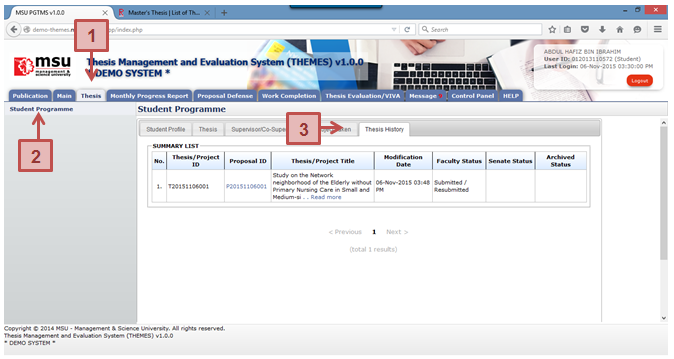 MSU PGTMS v1.0.0
Master's Thesis | List of Th...
demo-themes.
/index.php
Search
1
msu
management &
science university
Thesis Management and Evaluation System (THEMES) v1.0.0
* DEMO SYSTEM *
ABDUL HAFIZ BIN IBRAHIM
User ID: 012013110572 (Student)
Last Login: 06-Nov-2015 03:30:00 PM
Logout
Publication Main Thesis Monthly Progress Report Proposal Defense Work Completion Thesis Evaluation/VIVA Message Control Panel HELP
Student Programme
Student Programme
2
3
Student Profile Thesis Supervisor/Co-Supe Thesis History
SUMMARY LIST
No. Thesis/Project ID Proposal ID Thesis/Project Title Modification Date Faculty Status Senate Status Archived Status
1. T20151106001 P20151106001 Study on the Network neighborhood of the Elderly without Primary Nursing Care in Small and Medium-si . . Read more 06-Nov-2015 03:48 PM Submitted / Resubmitted
< Previous 1 Next >
(total 1 results)
Copyright © 2014 MSU - Management & Science University. All rights reserved.
Thesis Management and Evaluation System (THEMES) v1.0.0
* DEMO SYSTEM *